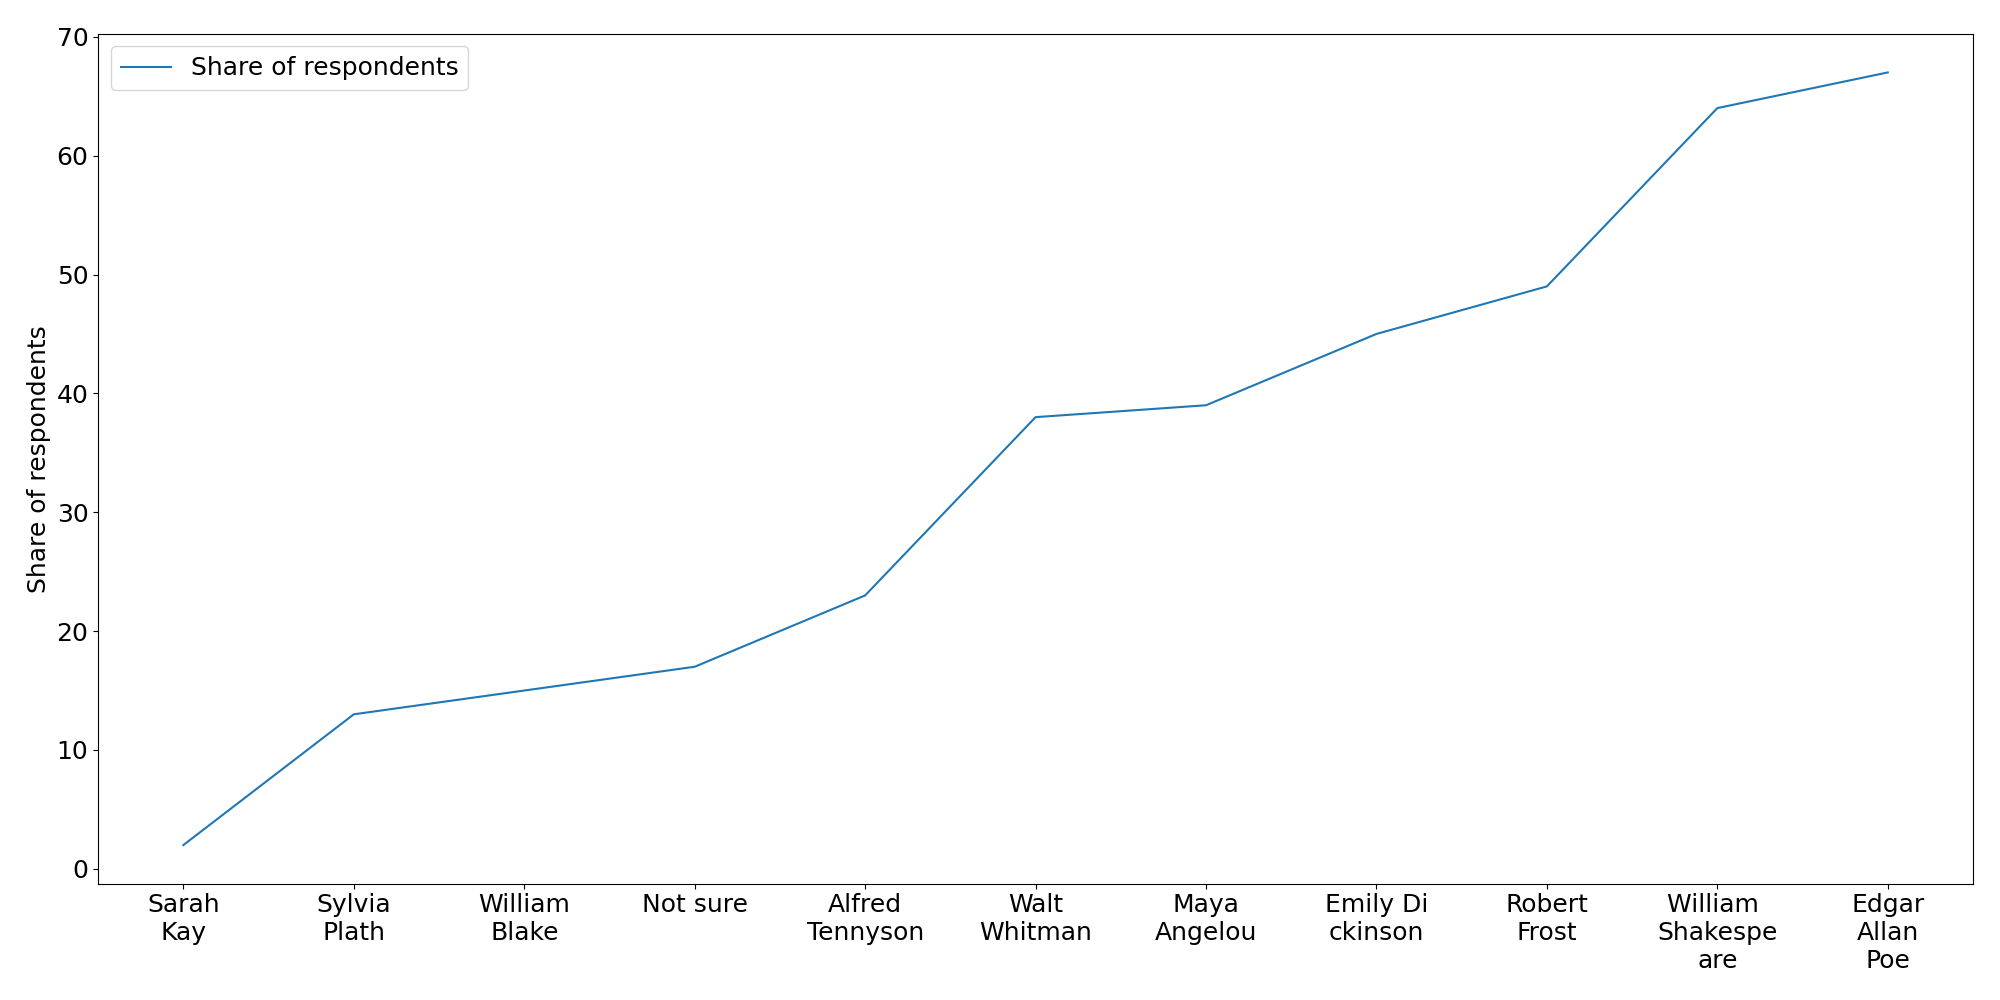 70
60
50
40
30
20
10
0
Share of respondents
Share of respondents
Sarah
Kay
Sylvia
Plath
William
Blake
Not sure
Alfred
Tennyson
Walt
Whitman
Maya
Angelou
Emily Di
ckinson
Robert
Frost
William
Shakespe
are
Edgar
Allan
Poe